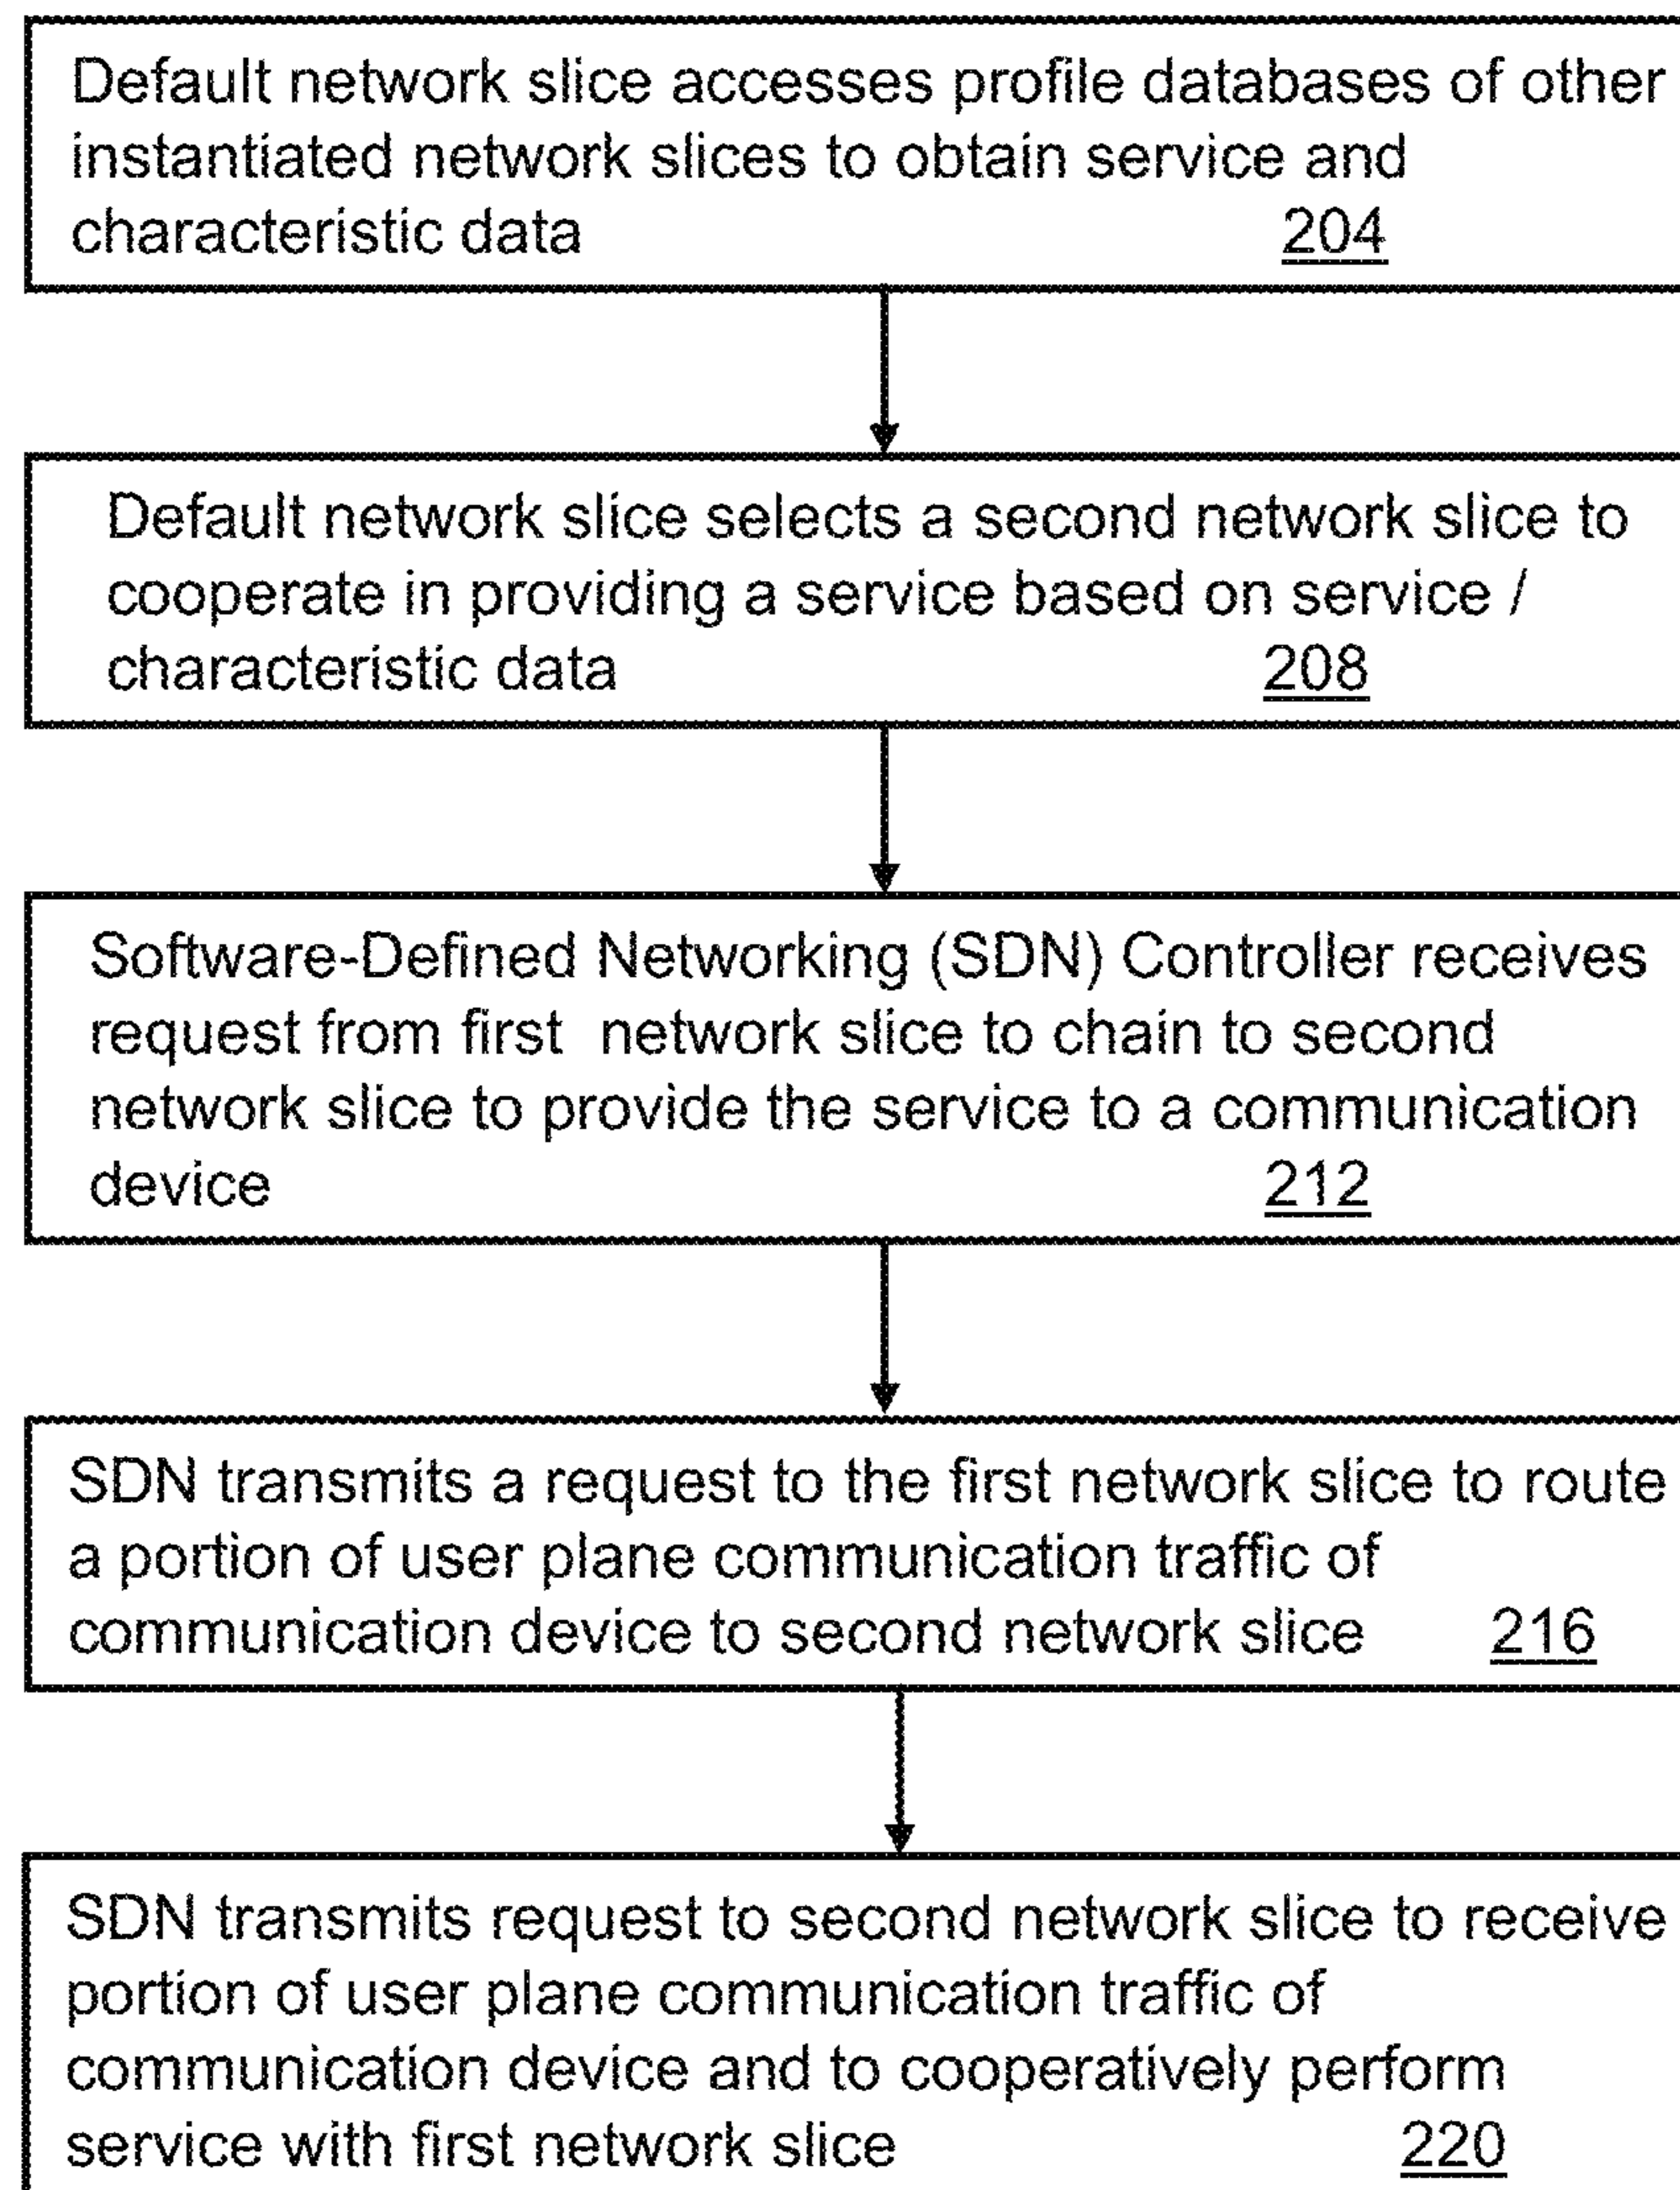 Default network slice accesses profile databases of other
instantiated network slices to obtain service and
characteristic data 204
Default network slice selects a second network slice to
cooperate in providing a service based on service /
characteristic data 208
Software-Defined Networking (SDN) Controller receives
request from first network slice to chain to second
network slice to provide the service to a communication
device 212
SDN transmits a request to the first network slice to route
a portion of user plane communication traffic of
communication device to second network slice 216
SDN transmits request to second network slice to receive
portion of user plane communication traffic of
communication device and to cooperatively perform
service with first network slice 220